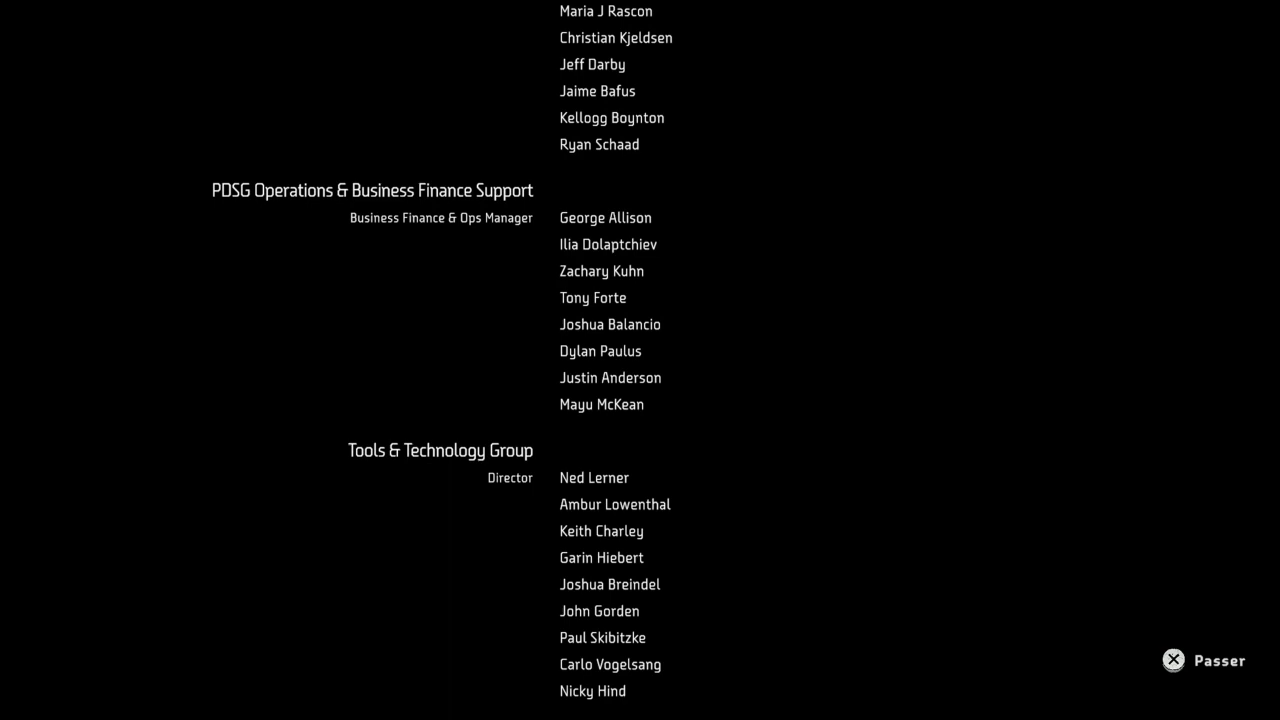 Maria J Rascon
Christian Kjeldsen
Jeff Darby
Jaime Bafus
Kellogg Boynton
Ryan Schaad
PDSG Operations & Business Finance Support
Business Finance & Ops Manager George Allison
Ilia Dolaptchiev
Zachary Kuhn
Tony Forte
Joshua Balancio
Dylan Paulus
Justin Anderson
Mayu McKean
Tools & Technology Group
Director Ned Lerner
Ambur Lowenthal
Keith Charley
Garin Hiebert
Joshua Breindel
John Gorden
Paul Skibitzke
Carlo Vogelsang
Nicky Hind
Passer